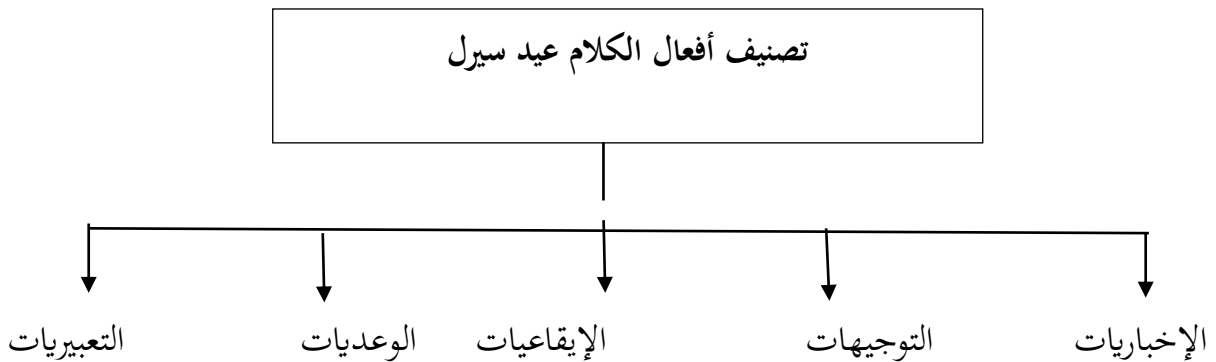 تصنيف أفعال الكلام عيد سيرل
الإخباريات التوجيهات الإيقاعيات الوعديات التعبيريات